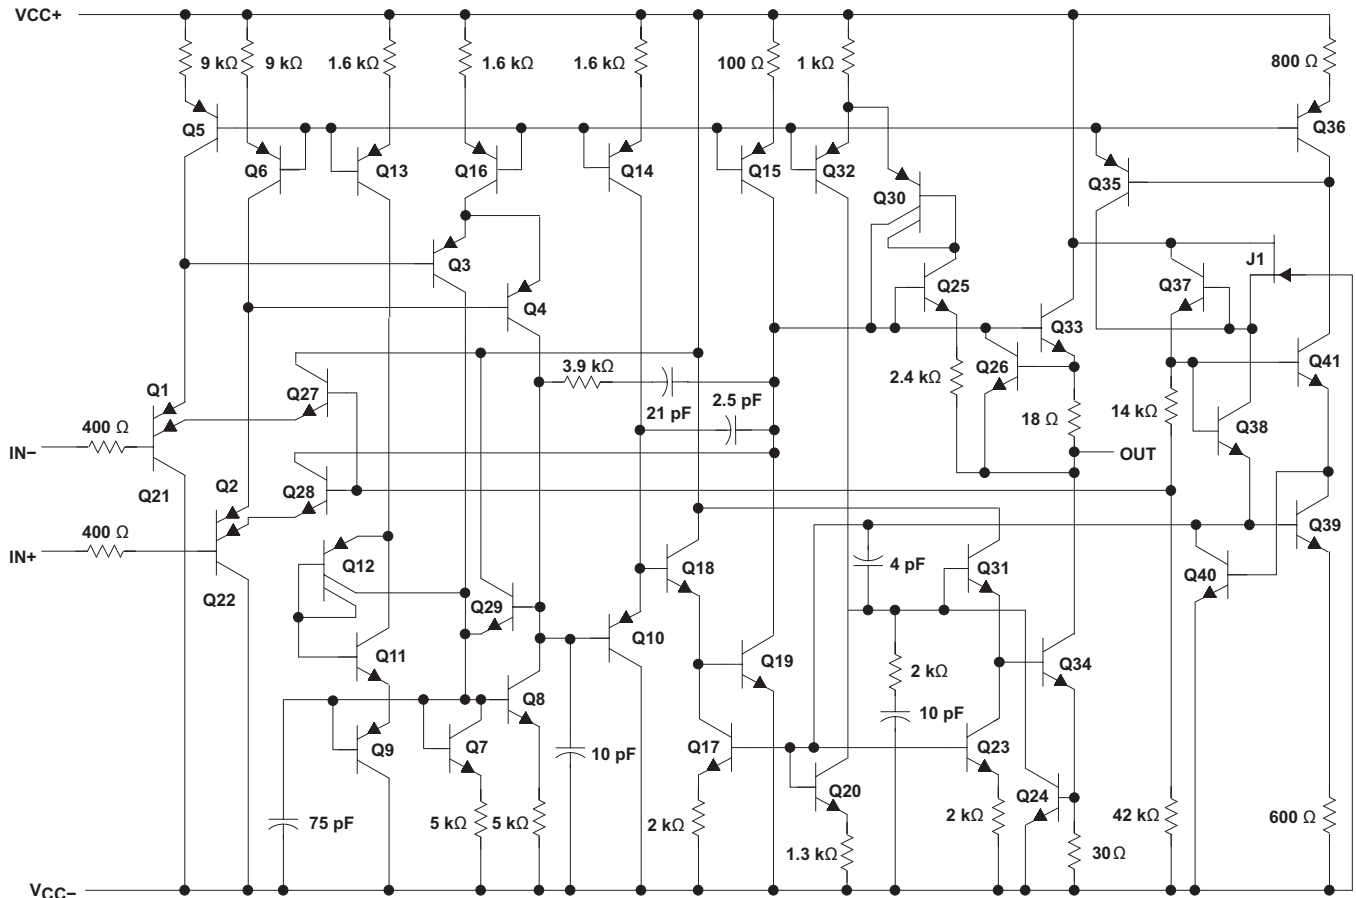 VCC+
9 kΩ 9 kΩ 1.6 kΩ 1.6 kΩ 1.6 kΩ 100 Ω 1 kΩ 800 Ω
Q5 Q36
Q6 Q13 Q16 Q14 Q15 Q32 Q35
Q30
Q3 J1
Q25 Q37
Q4
Q33
3.9 kΩ 2.4 kΩ Q26 Q41
Q1 Q27
21 pF 2.5 pF
400 Ω 18 Ω 14 kΩ
Q38
IN− OUT
Q21 Q2 Q28
400 Ω Q39
IN+
Q12 Q18 4 pF Q31 Q40
Q22 Q29
Q10
Q11 Q19 2 kΩ Q34
Q8 10 pF
Q9 Q7 10 pF Q17 Q23
Q20 Q24
75 pF 5 kΩ 5 kΩ 2 kΩ 2 kΩ 42 kΩ 600 Ω
1.3 kΩ 30 Ω
VCC−